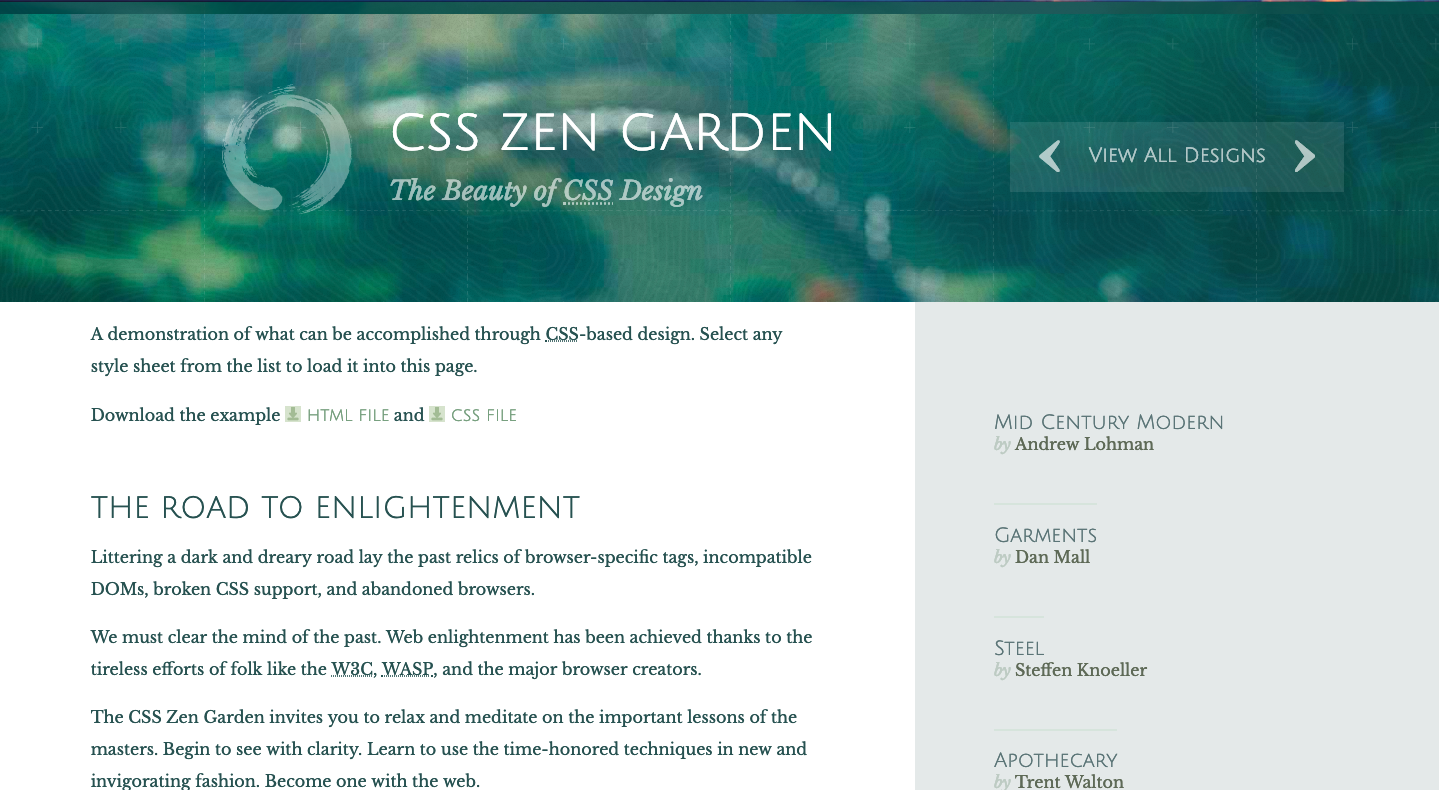 CSS ZEN GARDEN
The Beauty of CSS Design
View All Designs
A demonstration of what can be accomplished through CSS-based design. Select any
style sheet from the list to load it into this page.
Download the example HTML FILE and CSS FILE
THE ROAD TO ENLIGHTENMENT
Littering a dark and dreary road lay the past relics of browser-specific tags, incompatible
DOMs, broken CSS support, and abandoned browsers.
We must clear the mind of the past. Web enlightenment has been achieved thanks to the
tireless efforts of folk like the W3C, WASP, and the major browser creators.
The CSS Zen Garden invites you to relax and meditate on the important lessons of the
masters. Begin to see with clarity. Learn to use the time-honored techniques in new and
invigorating fashion. Become one with the web.
Mid Century Modern
by Andrew Lohman
Garments
by Dan Mall
Steel
by Steffen Knoeller
Apothecary
by Trent Walton